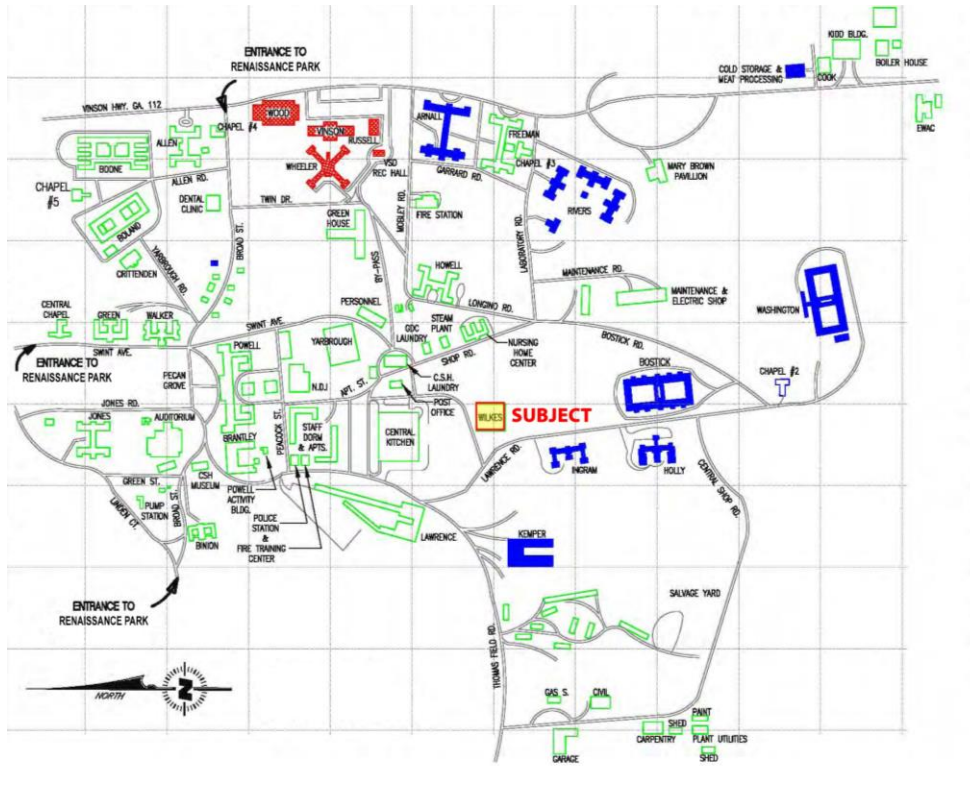 ENTRANCE TO
RENAISSANCE PARK
KIDD BLDG.
BOILER HOUSE
COLD STORAGE &
MEAT PROCESSING
COOK
EWAC
VINSON HWY. GA. 112
WOOD
CHAPEL #4
VINSON
RUSSELL
ARNALL
FREEMAN
ALLEN
BOONE
WHEELER
VSD
REC HALL
CHAPEL #3
GARRARD RD.
MARY BROWN
PAVILLION
CHAPEL
#5
ALLEN RD.
DENTAL
CLINIC
TWIN DR.
MOBLEY RD.
FIRE STATION
RIVERS
BOLAND
GREEN
HOUSE
BROAD ST.
LABORATORY RD.
CRITTENDEN
YARBROUGH RD.
BY-PASS
HOWELL
MAINTENANCE RD.
MAINTENANCE &
ELECTRIC SHOP
WASHINGTON
CENTRAL
CHAPEL
GREEN
WALKER
PERSONNEL
LONGINO RD.
SWINT AVE.
GDC
LAUNDRY
STEAM
PLANT
NURSING
HOME
CENTER
BOSTICK RD.
SWINT AVE.
POWELL
YARBROUGH
SHOP RD.
ENTRANCE TO
RENAISSANCE PARK
PECAN
GROVE
N.D.J
APT. ST.
C.S.H.
LAUNDRY
BOSTICK
CHAPEL #2
JONES RD.
POST
OFFICE
WILKES
SUBJECT
JONES
AUDITORIUM
PEACOCK ST.
STAFF
DORM
& APTS.
CENTRAL
KITCHEN
BRANTLEY
LAWRENCE RD.
INGRAM
HOLLY
CENTRAL SHOP RD.
GREEN ST.
CSH
MUSEUM
LINDEN CT.
PUMP
STATION
BROAD ST.
POWELL
ACTIVITY
BLDG.
POLICE
STATION
&
FIRE TRAINING
CENTER
BINION
LAWRENCE
KEMPER
ENTRANCE TO
RENAISSANCE PARK
SALVAGE YARD
THOMAS FIELD RD.
NORTH
N
GAS S.
CIVIL
PAINT
SHED
CARPENTRY
PLANT UTILITIES
GARAGE
SHED